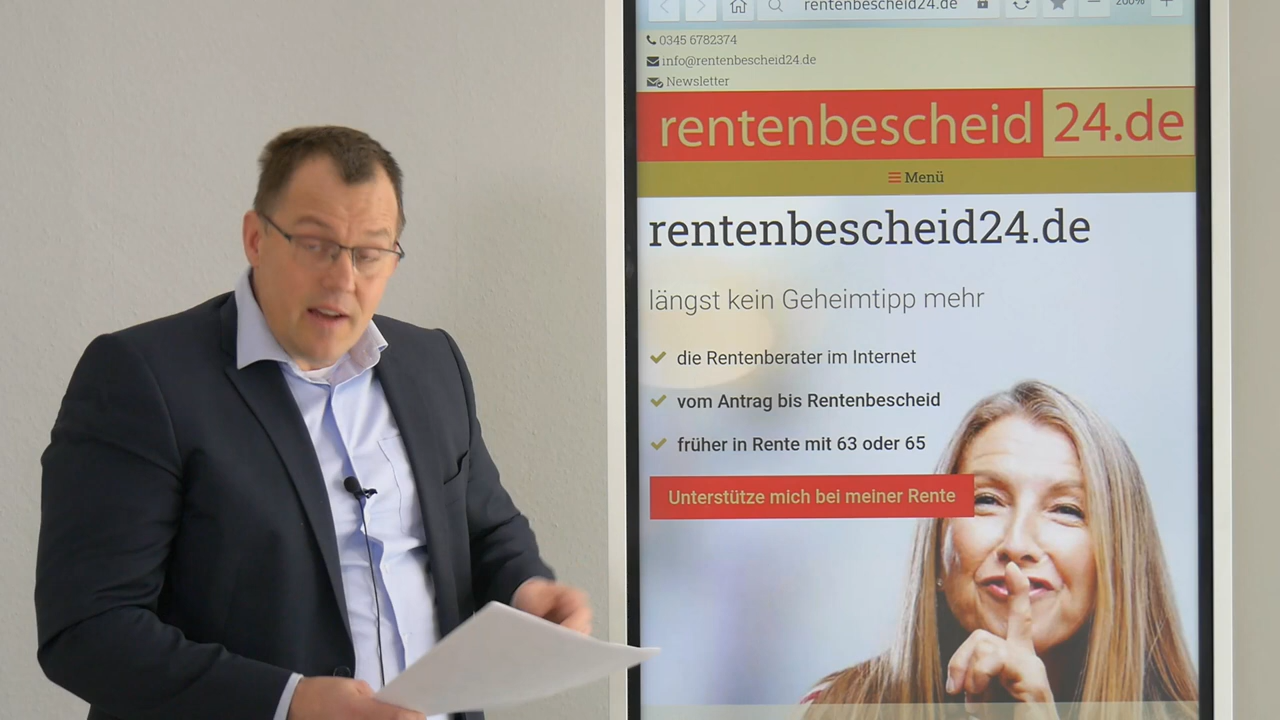 rentenbescheid24.de
200%
0345 6782374
info@rentenbescheid24.de
Newsletter
rentenbescheid 24.de
Menü
rentenbescheid24.de
längst kein Geheimtipp mehr
die Rentenberater im Internet
vom Antrag bis Rentenbescheid
früher in Rente mit 63 oder 65
Unterstütze mich bei meiner Rente